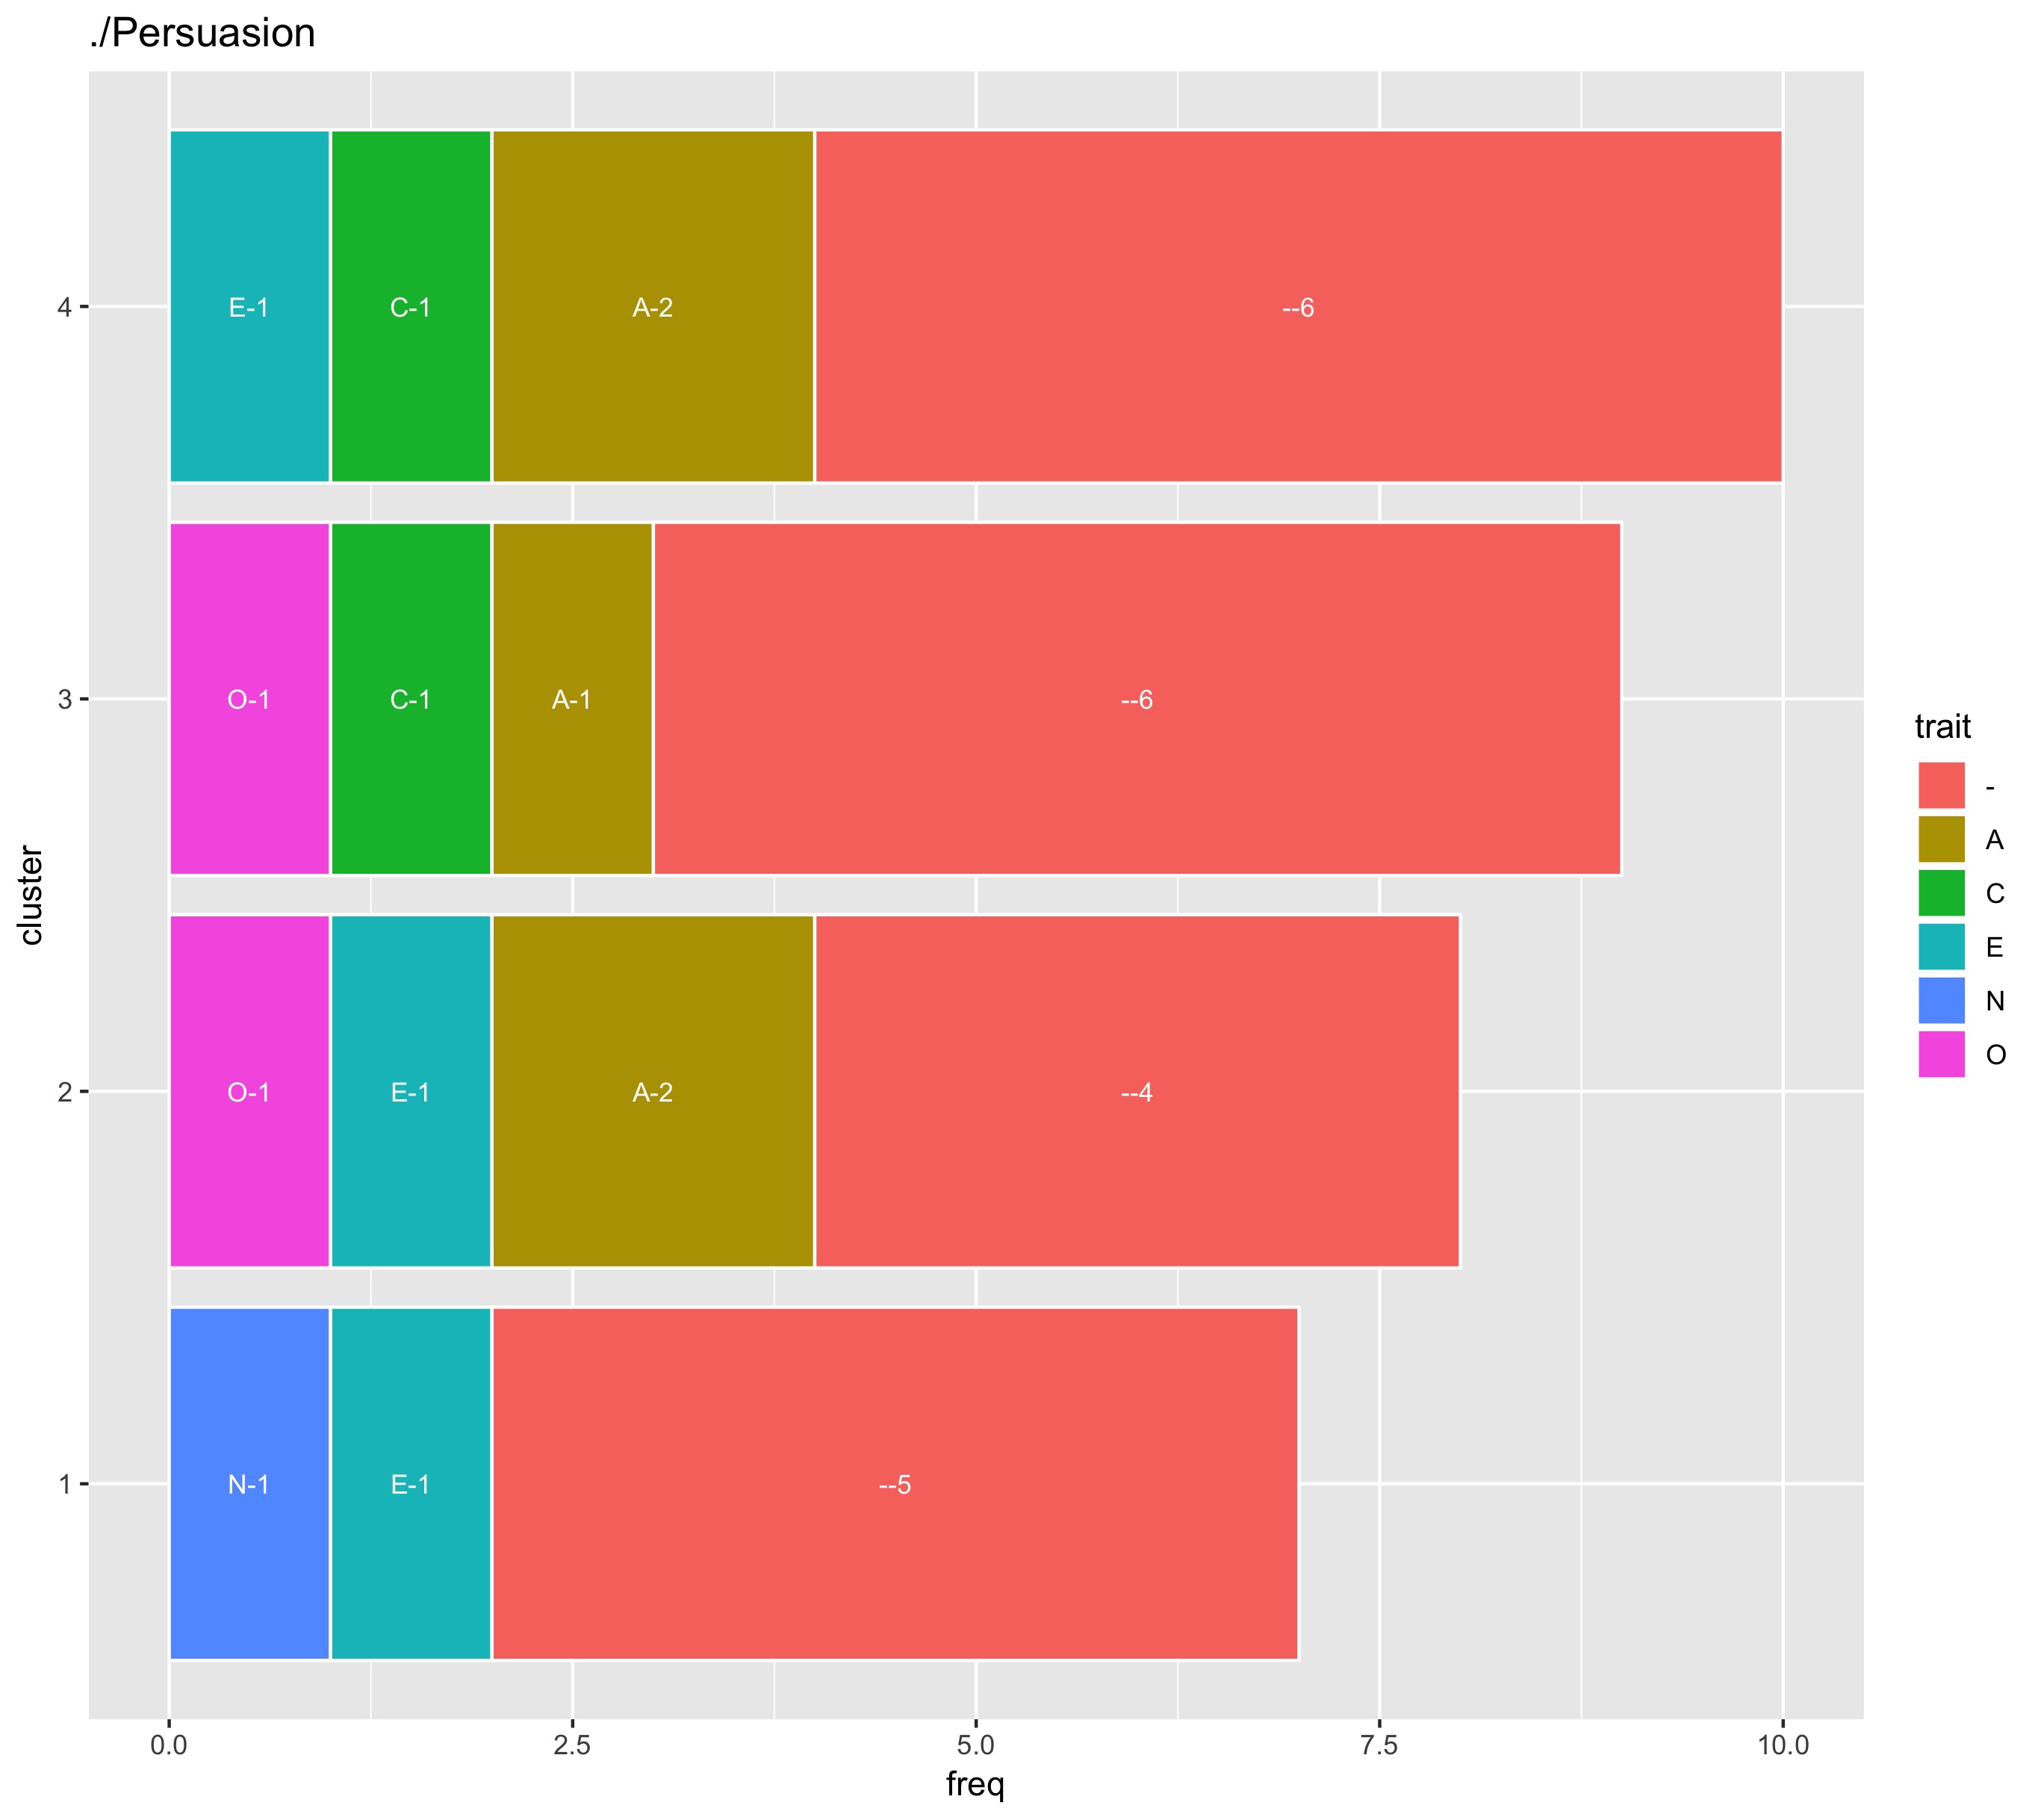 ./Persuasion
4
E-1 C-1 A-2 --6
3
O-1 C-1 A-1 --6
2
O-1 E-1 A-2 --4
1
N-1 E-1 --5
cluster
0.0 2.5 5.0 7.5 10.0
freq
trait
-
A
C
E
N
O